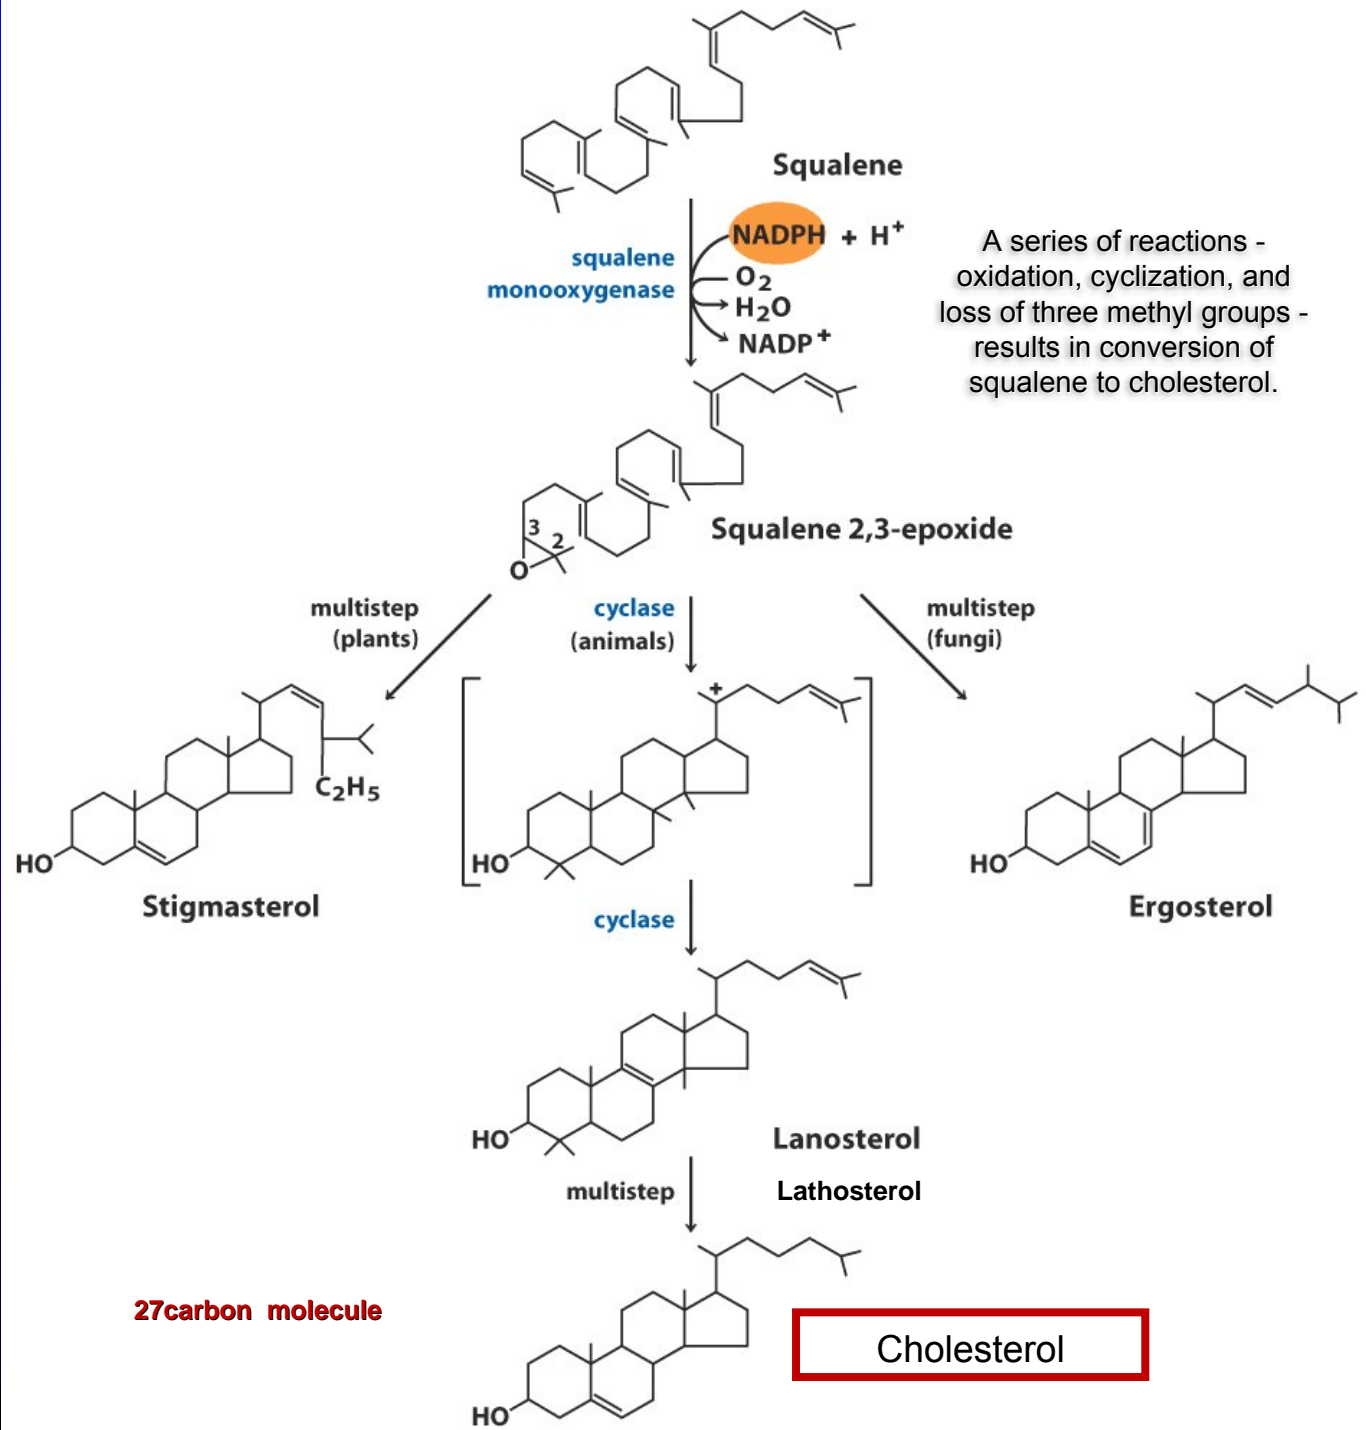 Squalene
NADPH + H+
squalene
monooxygenase
O2
H2O
NADP+
A series of reactions -
oxidation, cyclization, and
loss of three methyl groups -
results in conversion of
squalene to cholesterol.
3
2
O
Squalene 2,3-epoxide
multistep
(plants)
cyclase
(animals)
multistep
(fungi)
C2H5
HO
Stigmasterol
+
HO
HO
Ergosterol
cyclase
HO
Lanosterol
multistep
Lathosterol
27carbon molecule
Cholesterol
HO